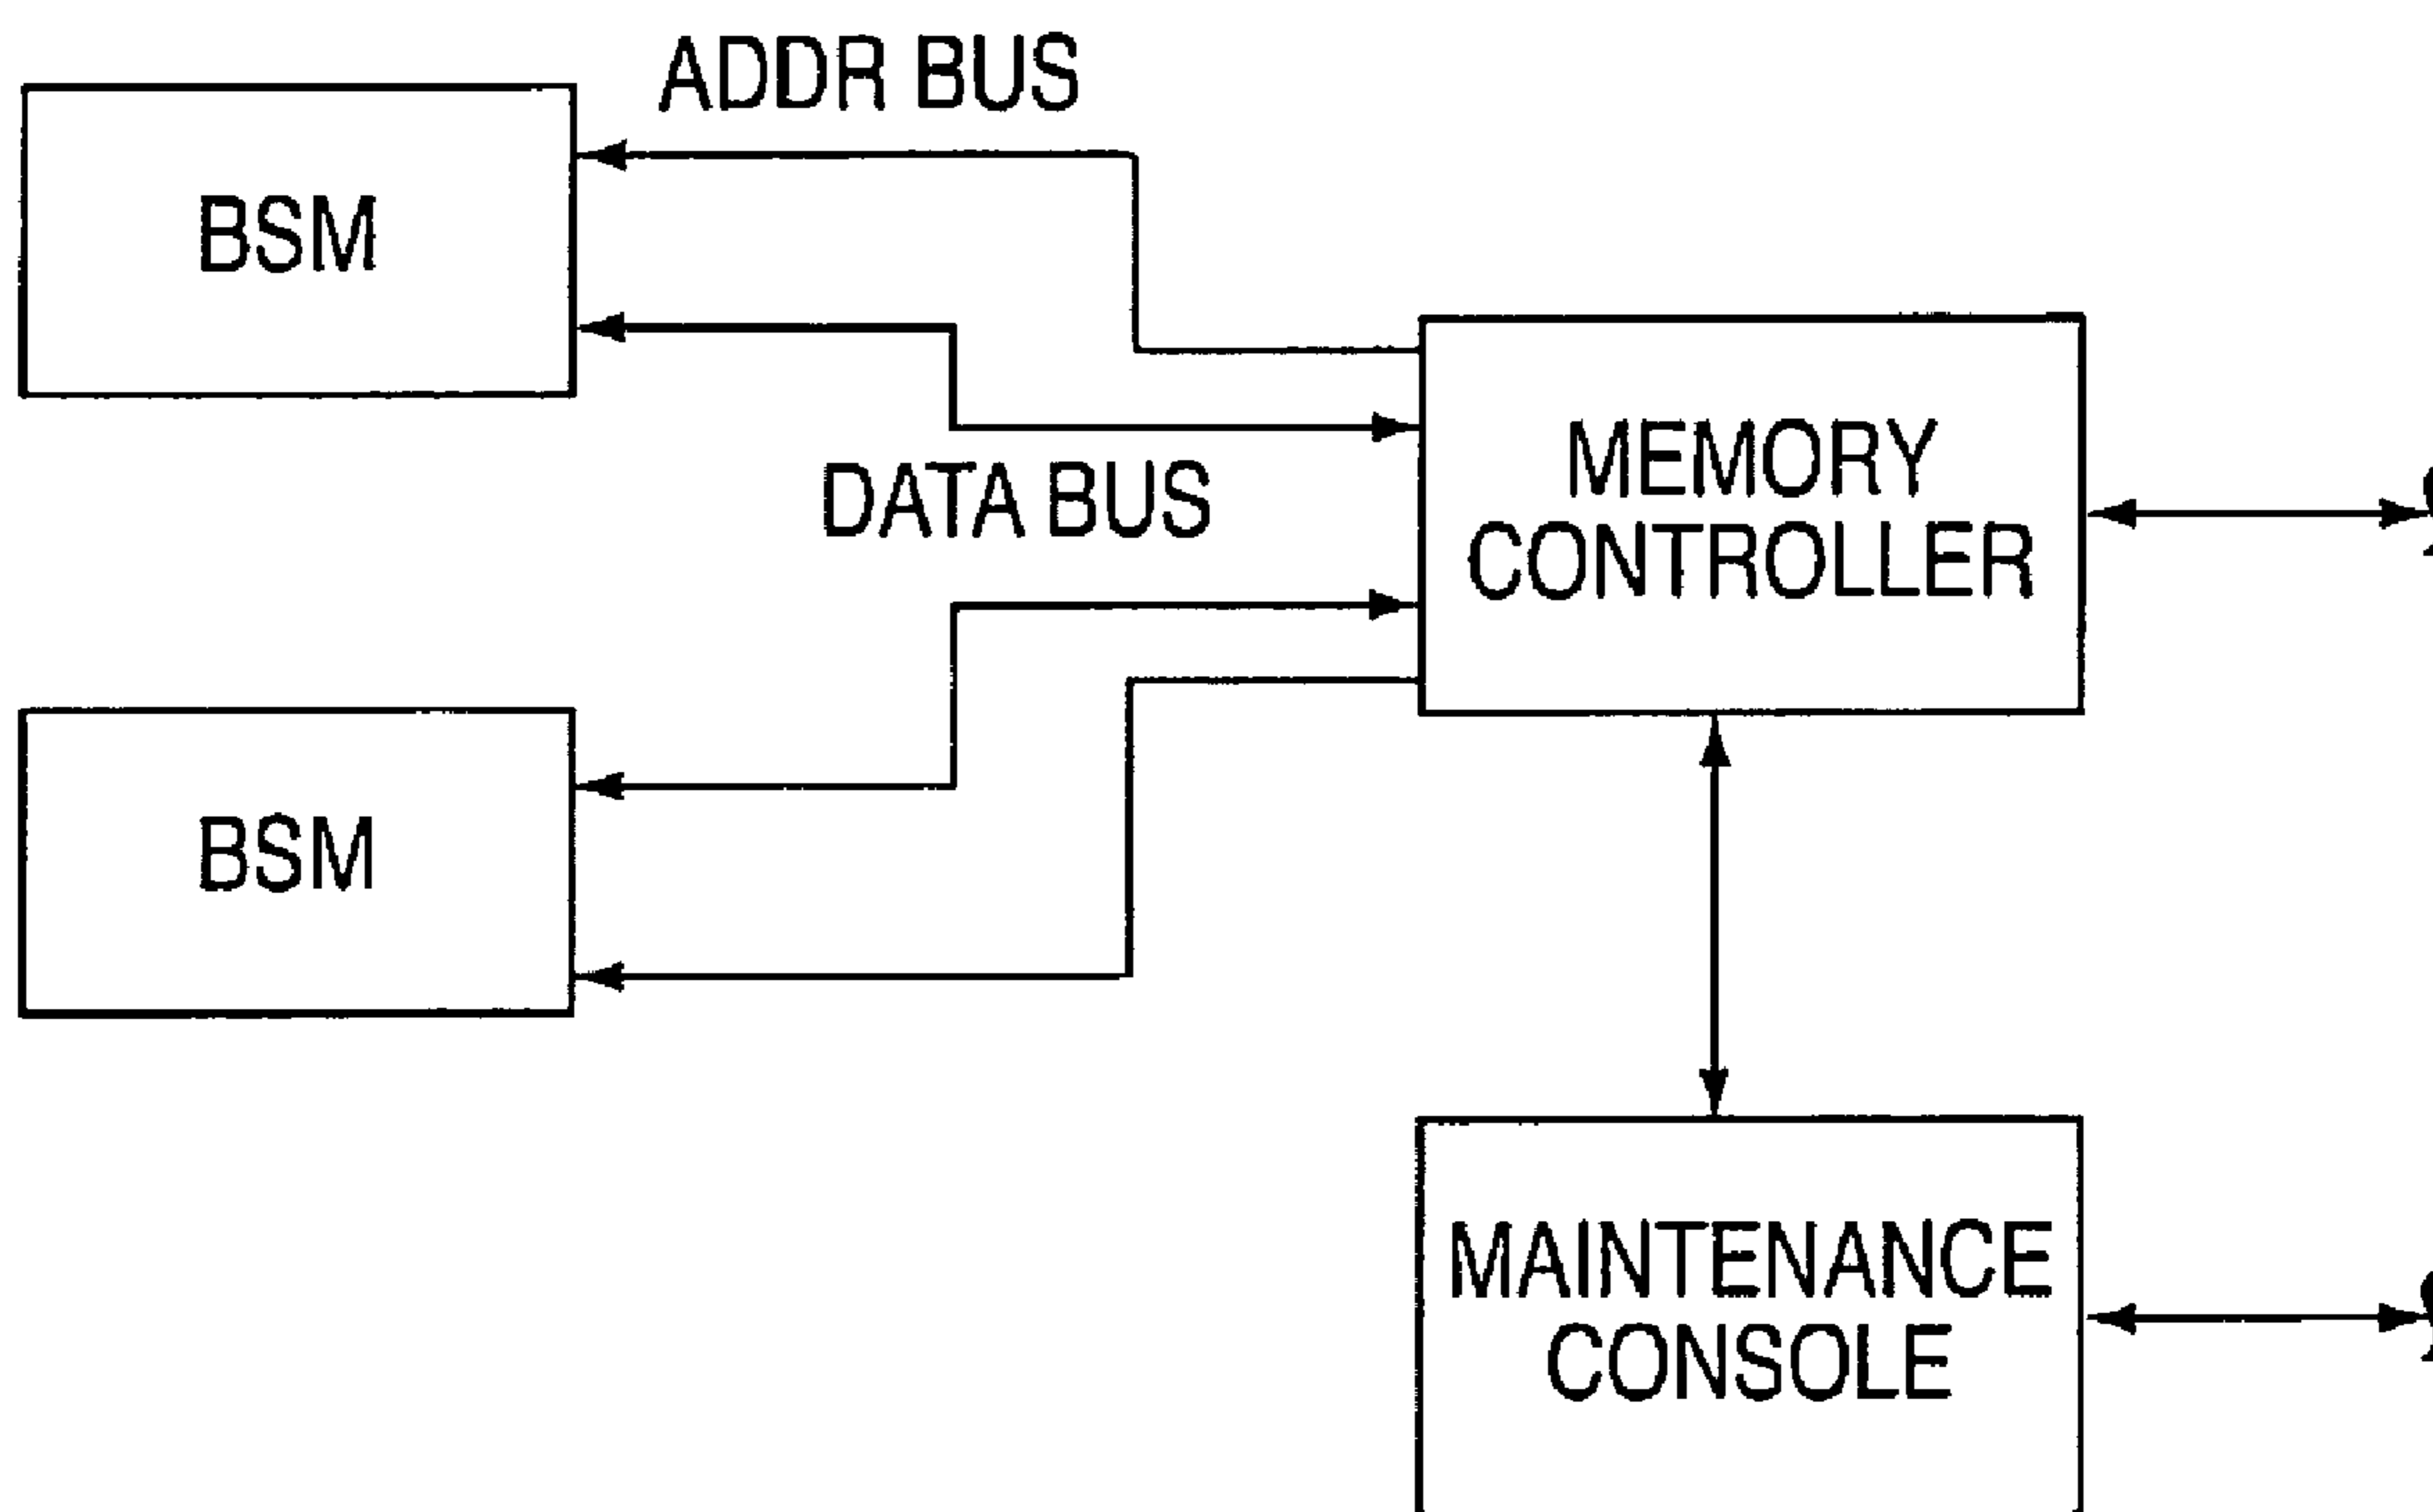 ADDR BUS
BSM
DATA BUS
MEMORY
CONTROLLER
BSM
MAINTENANCE
CONSOLE